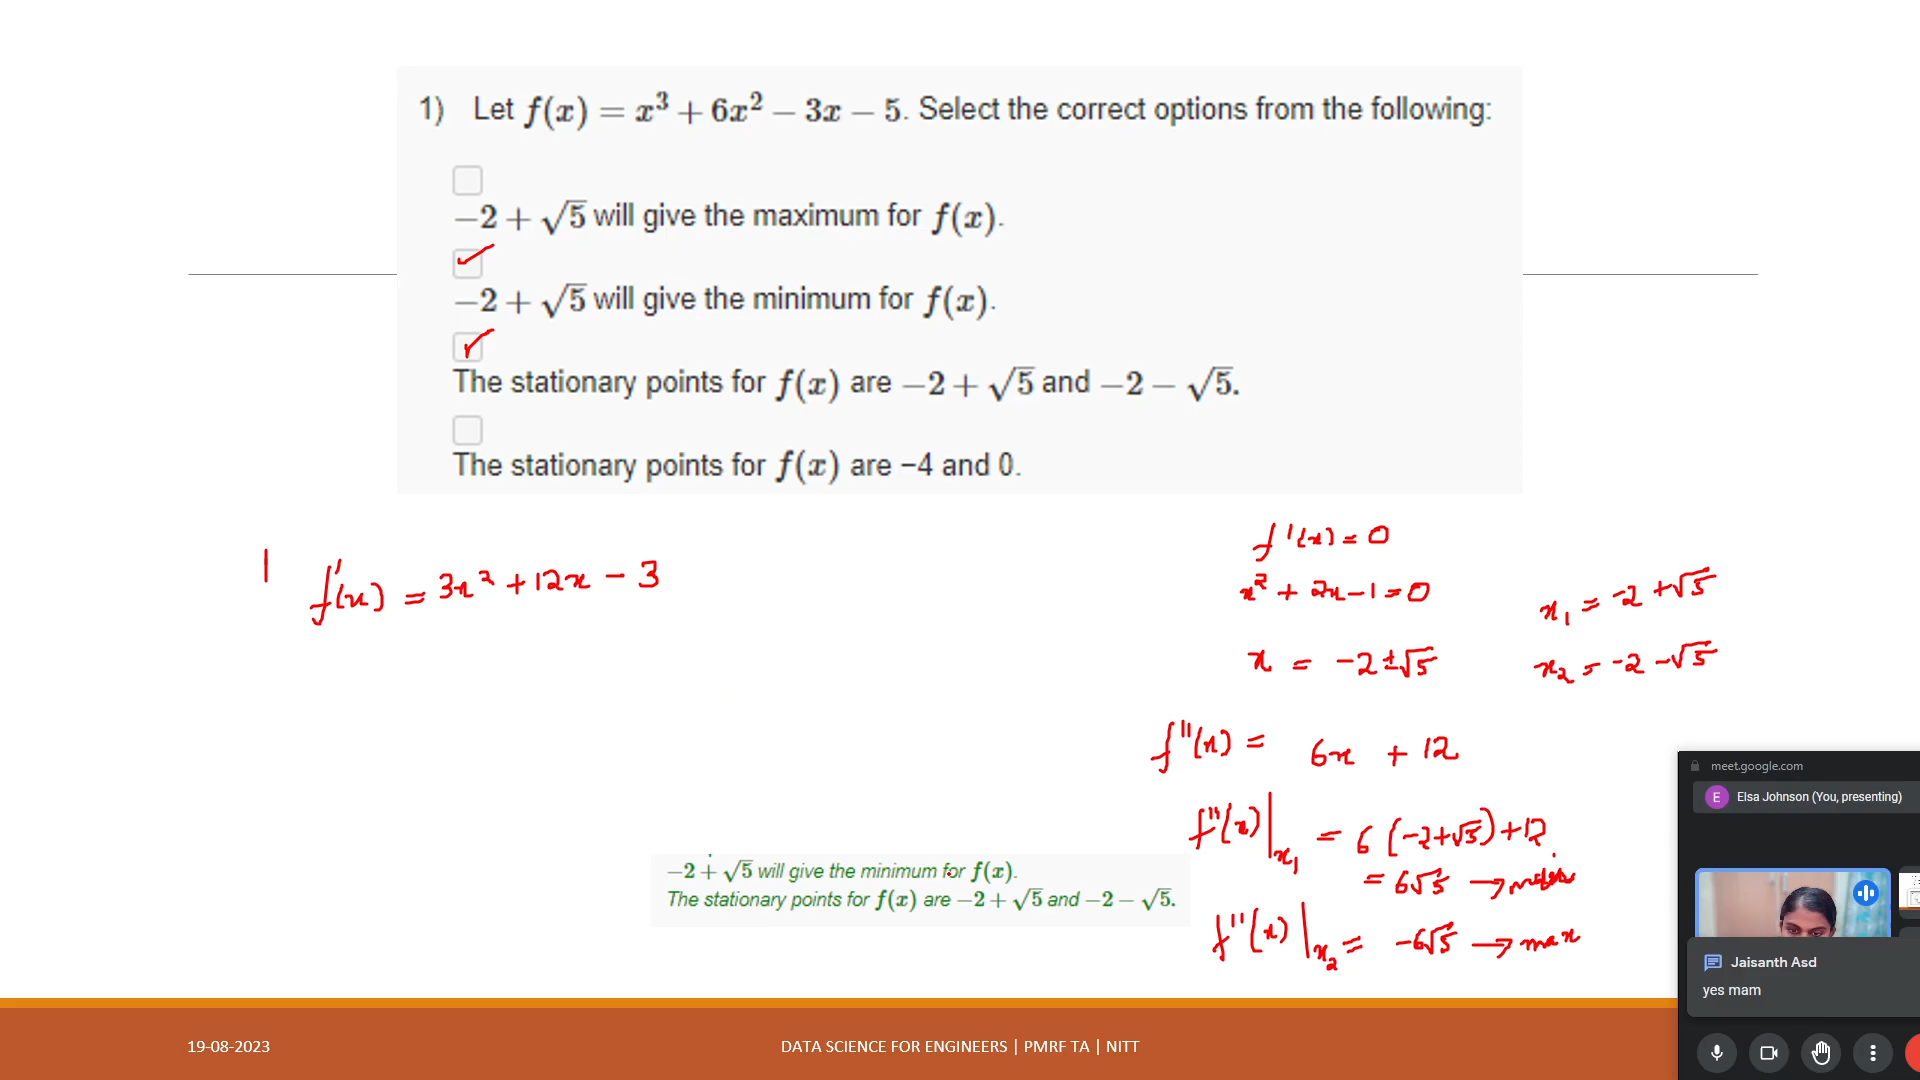 1) Let f(x) = x³ + 6x² − 3x − 5. Select the correct options from the following:
−2 + √5 will give the maximum for f(x).
−2 + √5 will give the minimum for f(x).
The stationary points for f(x) are −2 + √5 and −2 − √5.
The stationary points for f(x) are −4 and 0.
f'(x) = 3x² + 12x − 3
f'(x) = 0
x² + 2x − 1 = 0
x = −2 ± √5
x₁ = −2 + √5
x₂ = −2 − √5
f''(x) = 6x + 12
f''(x)|x₁ = 6(−2+√5)+12
= 6√5 →
f''(x)|x₂ = −6√5 → max
−2 + √5 will give the minimum for f(x).
The stationary points for f(x) are −2 + √5 and −2 − √5.
meet.google.com
E Elsa Johnson (You, presenting)
Jaisanth Asd
yes mam
19-08-2023
DATA SCIENCE FOR ENGINEERS | PMRF TA | NITT